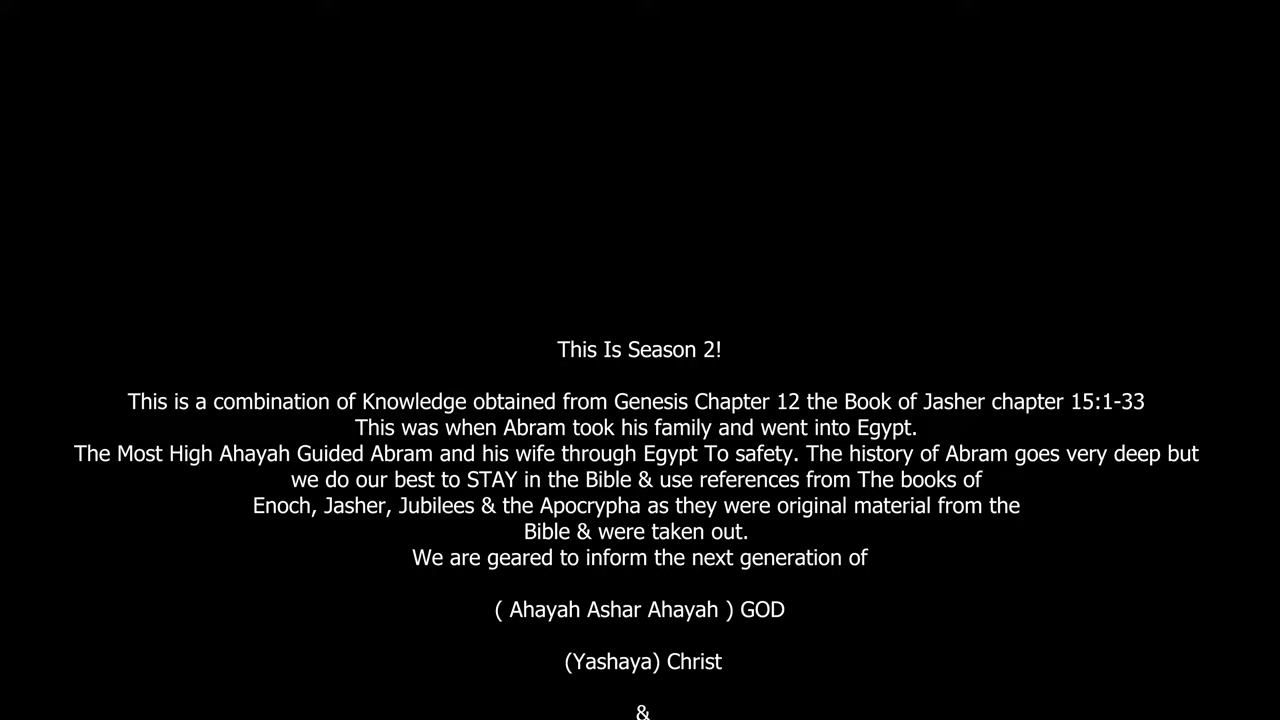 This Is Season 2!
This is a combination of Knowledge obtained from Genesis Chapter 12 the Book of Jasher chapter 15:1-33
This was when Abram took his family and went into Egypt.
The Most High Ahayah Guided Abram and his wife through Egypt To safety. The history of Abram goes very deep but
we do our best to STAY in the Bible & use references from The books of
Enoch, Jasher, Jubilees & the Apocrypha as they were original material from the
Bible & were taken out.
We are geared to inform the next generation of
( Ahayah Ashar Ahayah ) GOD
(Yashaya) Christ
&